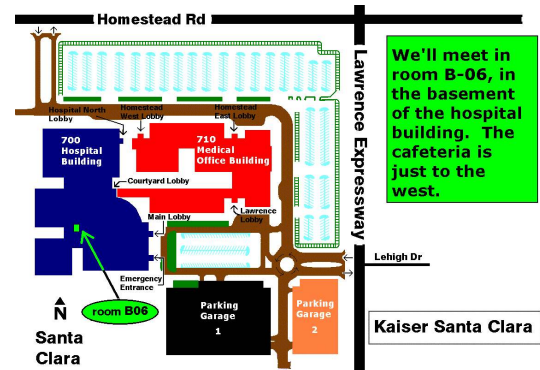 Homestead Rd
Lawrence Expressway
We'll meet in
room B-06, in
the basement
of the hospital
building. The
cafeteria is
just to the
west.
Hospital North
Lobby
Homestead
West Lobby
Homestead
East Lobby
700
Hospital
Building
710
Medical
Office Building
Courtyard Lobby
Main Lobby
Lawrence
Lobby
Emergency
Entrance
Lehigh Dr
N
room B06
Parking
Garage
1
Parking
Garage
2
Santa
Clara
Kaiser Santa Clara